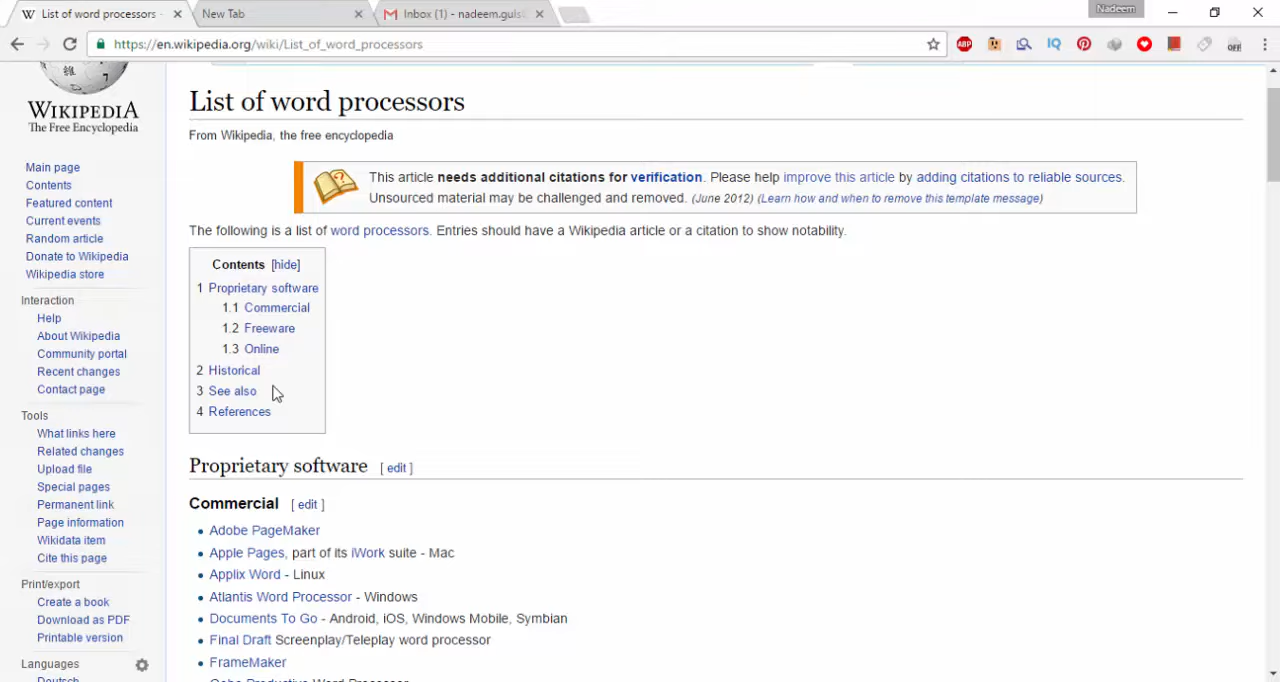 List of word processors -
New Tab
Inbox (1) - nadeem.gulst
Nadeem
https://en.wikipedia.org/wiki/List_of_word_processors
ABP
IQ
OFF
WIKIPEDIA
The Free Encyclopedia
Main page
Contents
Featured content
Current events
Random article
Donate to Wikipedia
Wikipedia store
Interaction
Help
About Wikipedia
Community portal
Recent changes
Contact page
Tools
What links here
Related changes
Upload file
Special pages
Permanent link
Page information
Wikidata item
Cite this page
Print/export
Create a book
Download as PDF
Printable version
Languages
Deutsch
List of word processors
From Wikipedia, the free encyclopedia
This article needs additional citations for verification. Please help improve this article by adding citations to reliable sources.
Unsourced material may be challenged and removed. (June 2012) (Learn how and when to remove this template message)
The following is a list of word processors. Entries should have a Wikipedia article or a citation to show notability.
Contents [hide]
1 Proprietary software
1.1 Commercial
1.2 Freeware
1.3 Online
2 Historical
3 See also
4 References
Proprietary software [ edit ]
Commercial [ edit ]
Adobe PageMaker
Apple Pages, part of its iWork suite - Mac
Applix Word - Linux
Atlantis Word Processor - Windows
Documents To Go - Android, iOS, Windows Mobile, Symbian
Final Draft Screenplay/Teleplay word processor
FrameMaker